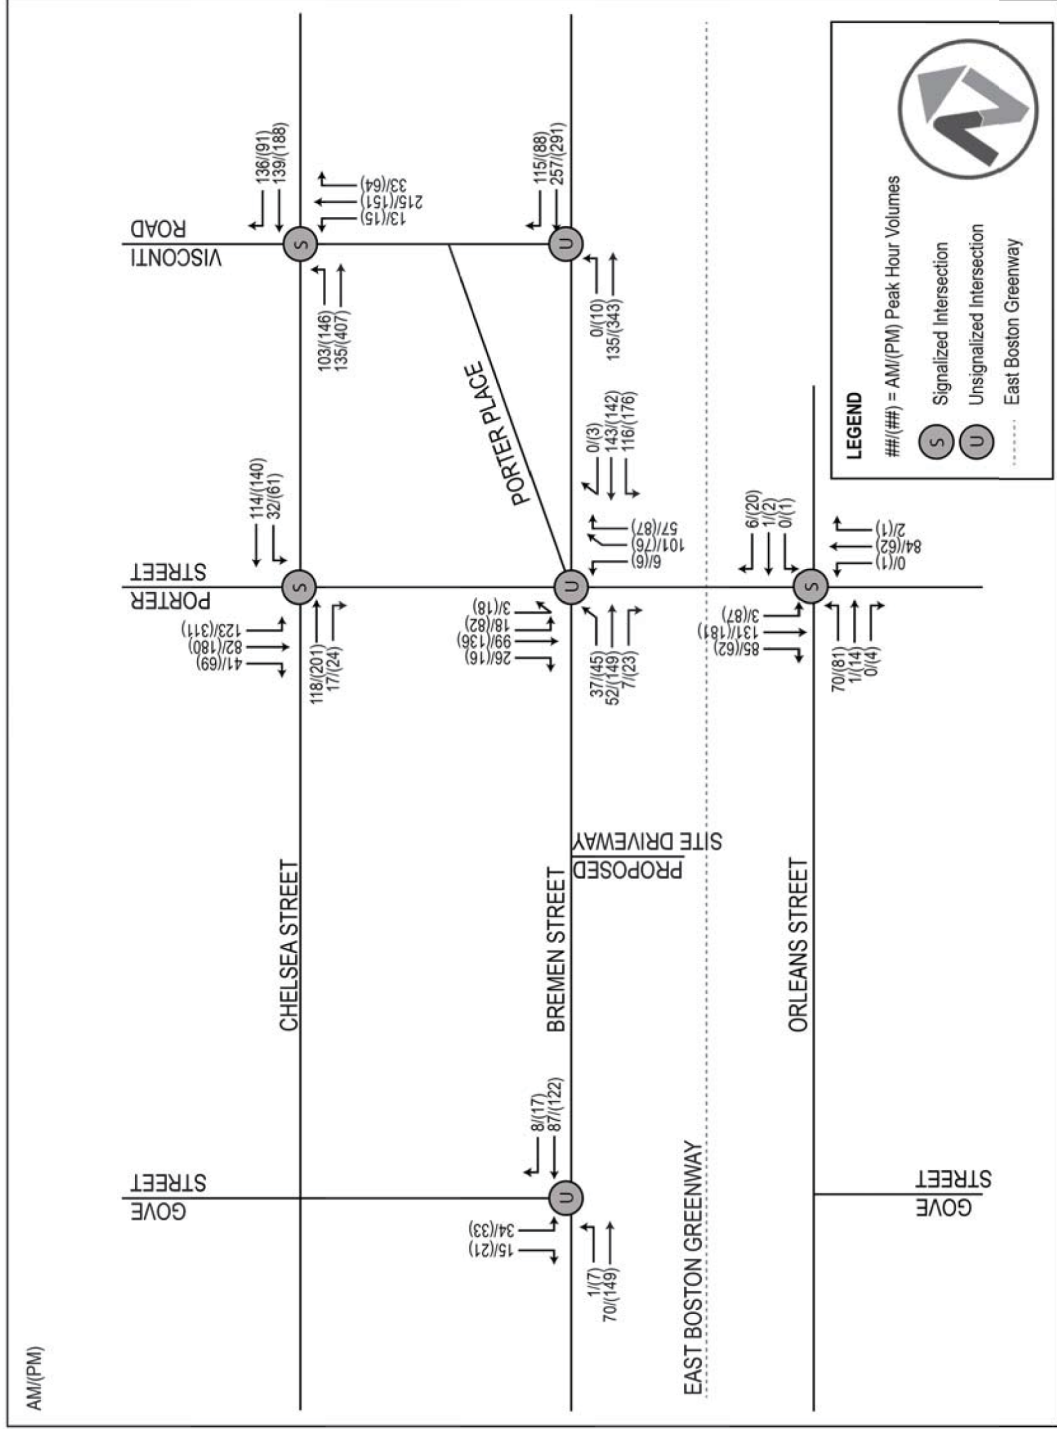 AM/(PM)
VISCONTI
ROAD
136/(91)
139/(188)
13/(15)
215/(151)
33/(64)
103/(146)
135/(407)
PORTER
STREET
114/(140)
32/(61)
41/(69)
82/(180)
123/(311)
118/(201)
17/(24)
S
S
CHELSEA STREET
PORTER PLACE
GOVE
STREET
8/(17)
87/(122)
15/(21)
34/(33)
1/(7)
70/(149)
U
BREMEN STREET
PROPOSED
SITE DRIVEWAY
26/(16)
99/(136)
18/(82)
3/(18)
37/(45)
52/(149)
7/(23)
U
0/(3)
143/(142)
116/(176)
6/(6)
101/(76)
57/(87)
115/(88)
257/(291)
0/(10)
135/(343)
U
EAST BOSTON GREENWAY
ORLEANS STREET
GOVE
STREET
85/(62)
131/(181)
3/(87)
70/(81)
1/(14)
0/(4)
6/(20)
1/(2)
0/(1)
S
0/(1)
84/(62)
2/(1)
LEGEND
##/(##) = AM/(PM) Peak Hour Volumes
S Signalized Intersection
U Unsignalized Intersection
East Boston Greenway